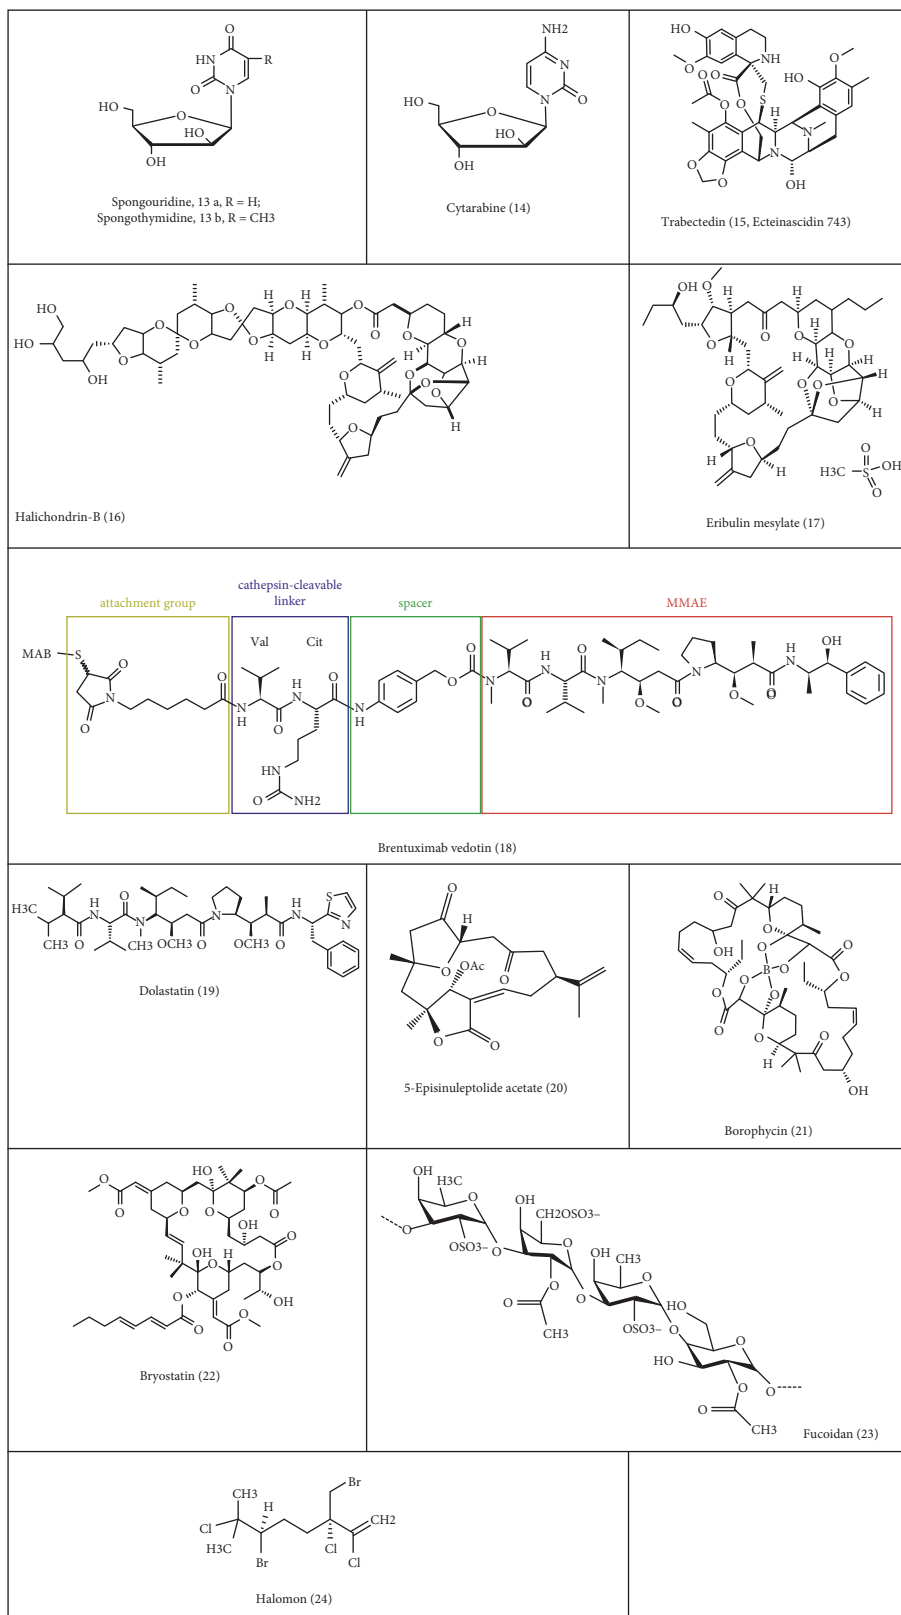 O
HN
R
O
N
HO
O
HO
OH
Spongouridine, 13 a, R = H;
Spongothymidine, 13 b, R = CH3
NH2
N
N
O
HO
O
HO
OH
Cytarabine (14)
HO
O
NH
O
O
HO
O
O
S
O
H
N
N
O
O
OH
Trabectedin (15, Ecteinascidin 743)
HO
HO
OH
O
O
O
O
O
H
H
O
H
H
O
O
O
O
H
O
H
H
O
O
O
O
O
H
Halichondrin-B (16)
OH
O
H
O
H
O
H
O
H
O
H
O
H
H
H
O
O
O
H
O
H
H
O
H3C
S
OH
O
Eribulin mesylate (17)
attachment group
cathepsin-cleavable
linker
spacer
MMAE
MAB
S
O
N
O
O
Val
Cit
N
H
O
H
N
O
HN
O
NH2
N
H
O
O
N
O
H
N
O
N
O
O
N
O
O
H
N
OH
Brentuximab vedotin (18)
H3C
CH3
O
H
N
O
N
CH3
OCH3
O
N
OCH3
O
H
N
S
N
Dolastatin (19)
O
H
O
O
OAc
O
O
5-Episinuleptolide acetate (20)
O
H
O
OH
O
O
B
O
O
O
O
O
O
O
O
H
O
OH
Borophycin (21)
O
O
O
HO
O
O
O
OH
O
OH
O
H
O
OH
O
O
O
O
Bryostatin (22)
OH
H3C
O
O
OSO3–
O
OH
CH2OSO3–
O
O
O
CH3
O
OH
CH3
O
OSO3–
O
HO
O
HO
O
O
O
CH3
Fucoidan (23)
Br
CH3
H
Cl
CH2
H3C
Br
Cl
Cl
Halomon (24)